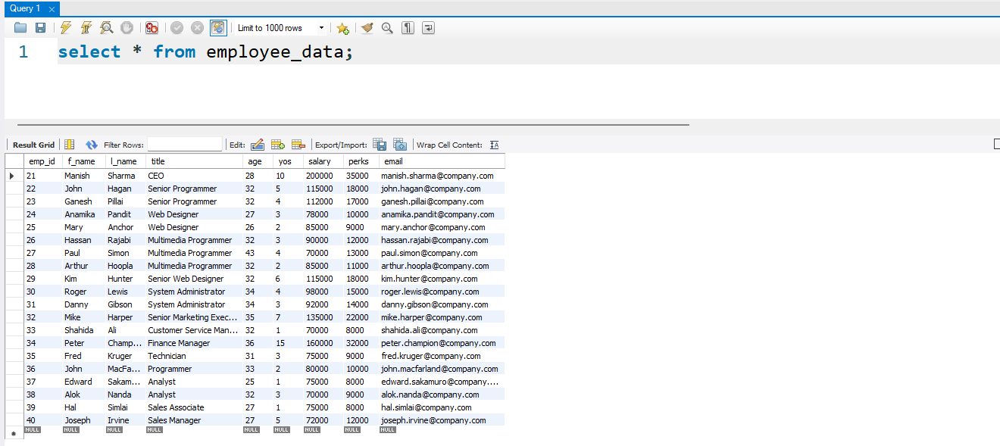 Query 1
Limit to 1000 rows
1 select * from employee_data;
Result Grid Filter Rows: Edit: Export/Import: Wrap Cell Content:
emp_id f_name l_name title age yos salary perks email
21 Manish Sharma CEO 28 10 200000 35000 manish.sharma@company.com
22 John Hagan Senior Programmer 32 5 115000 18000 john.hagan@company.com
23 Ganesh Pillai Senior Programmer 32 4 112000 17000 ganesh.pillai@company.com
24 Anamika Pandit Web Designer 27 3 78000 10000 anamika.pandit@company.com
25 Mary Anchor Web Designer 26 2 85000 9000 mary.anchor@company.com
26 Hassan Rajabi Multimedia Programmer 32 3 90000 12000 hassan.rajabi@company.com
27 Paul Simon Multimedia Programmer 43 4 70000 13000 paul.simon@company.com
28 Arthur Hoopla Multimedia Programmer 32 2 85000 11000 arthur.hoopla@company.com
29 Kim Hunter Senior Web Designer 32 6 115000 18000 kim.hunter@company.com
30 Roger Lewis System Administrator 34 4 98000 15000 roger.lewis@company.com
31 Danny Gibson System Administrator 34 3 92000 14000 danny.gibson@company.com
32 Mike Harper Senior Marketing Exec... 35 7 135000 22000 mike.harper@company.com
33 Shahida Ali Customer Service Man... 32 1 70000 8000 shahida.ali@company.com
34 Peter Champ... Finance Manager 36 15 160000 32000 peter.champion@company.com
35 Fred Kruger Technician 31 3 75000 9000 fred.kruger@company.com
36 John MacFa... Programmer 33 2 80000 10000 john.macfarland@company.com
37 Edward Sakam... Analyst 25 1 75000 8000 edward.sakamuro@company....
38 Alok Nanda Analyst 32 3 70000 9000 alok.nanda@company.com
39 Hal Simlai Sales Associate 27 1 75000 8000 hal.simlai@company.com
40 Joseph Irvine Sales Manager 27 5 72000 12000 joseph.irvine@company.com
NULL NULL NULL NULL NULL NULL NULL NULL NULL